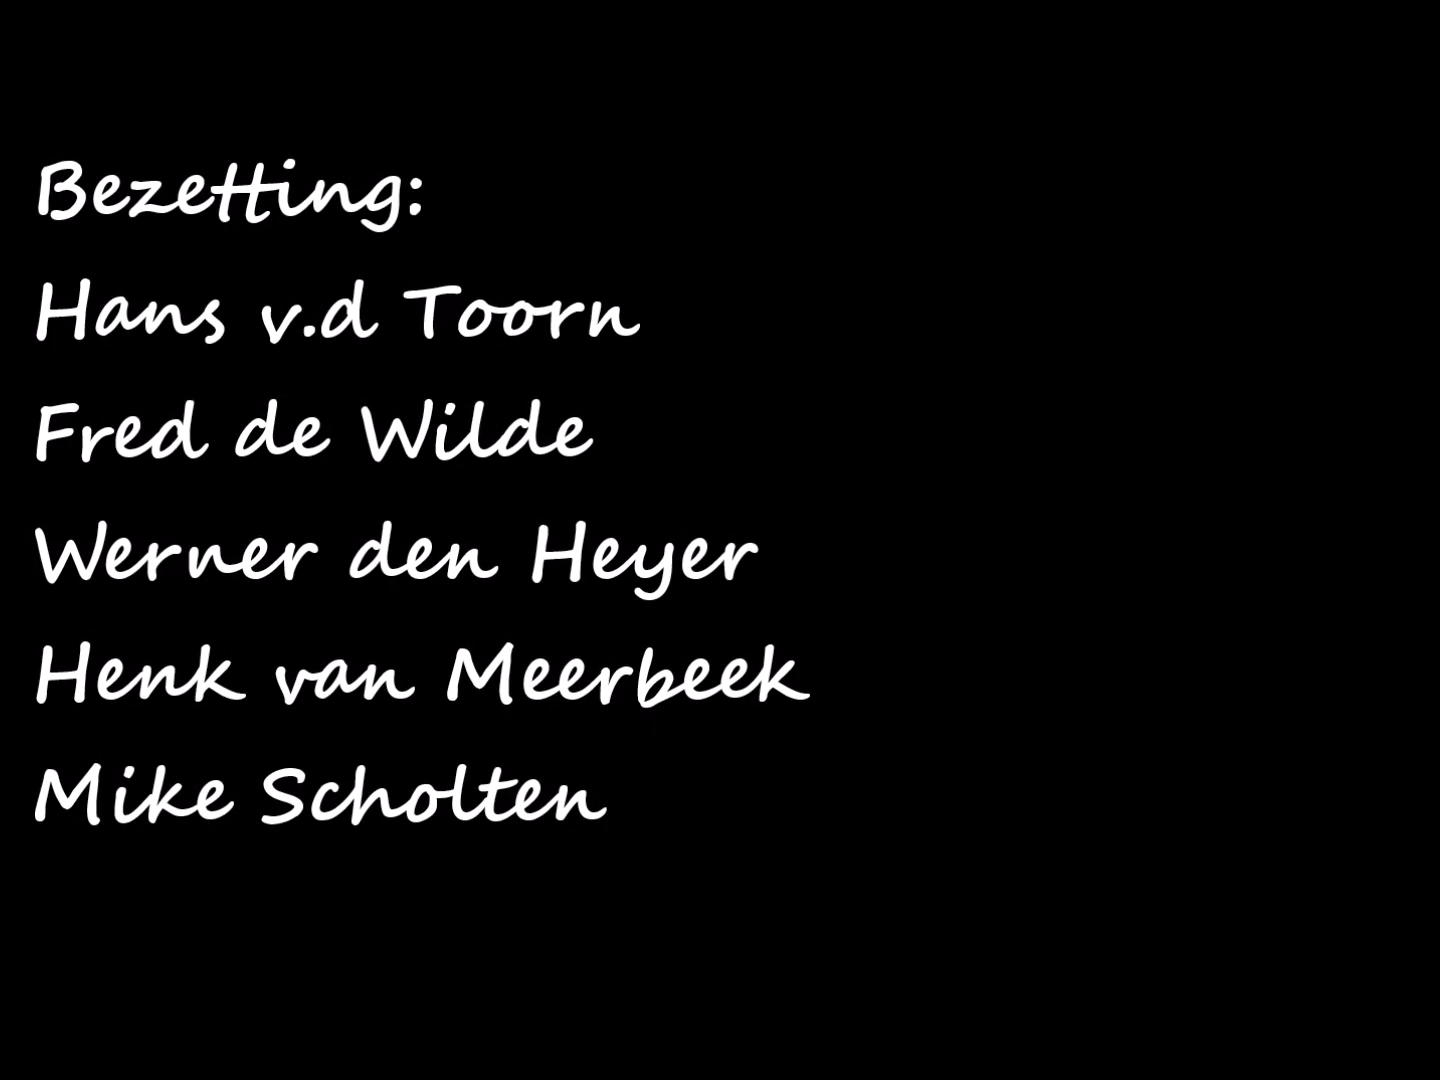 Bezetting:
Hans v.d Toorn
Fred de Wilde
Werner den Heyer
Henk van Meerbeek
Mike Scholten